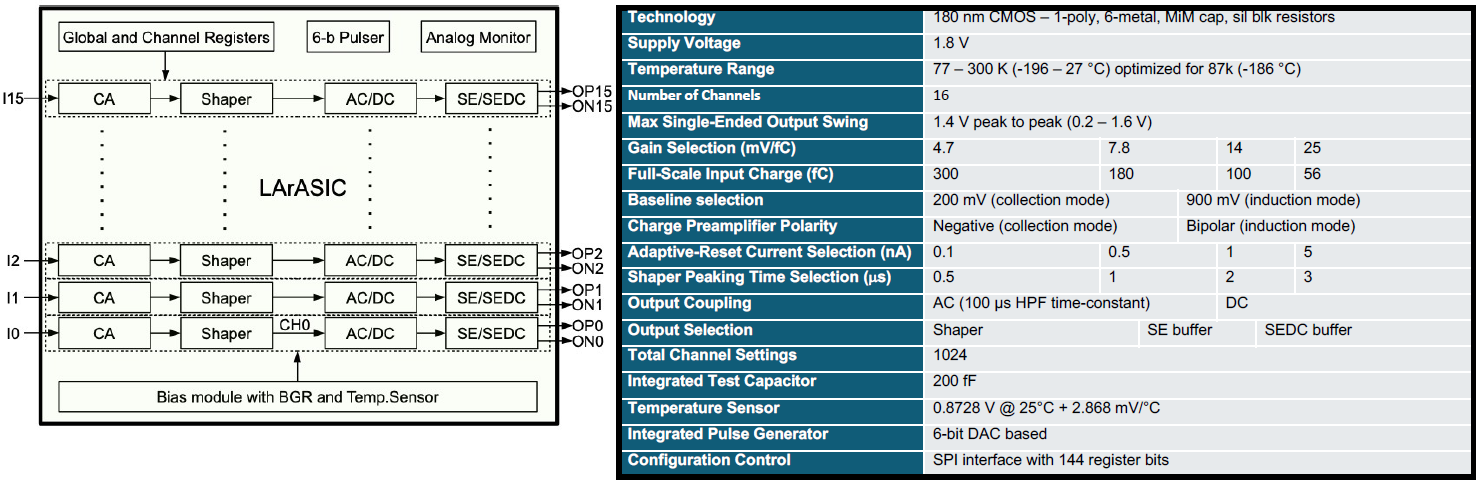 Global and Channel Registers 6-b Pulser Analog Monitor
I15 CA Shaper AC/DC SE/SEDC OP15
ON15
LArASIC
I2 CA Shaper AC/DC SE/SEDC OP2
ON2
I1 CA Shaper AC/DC SE/SEDC OP1
ON1
CH0
I0 CA Shaper AC/DC SE/SEDC OP0
ON0
Bias module with BGR and Temp.Sensor
Technology 180 nm CMOS – 1-poly, 6-metal, MiM cap, sil blk resistors
Supply Voltage 1.8 V
Temperature Range 77 – 300 K (-196 – 27 °C) optimized for 87k (-186 °C)
Number of Channels 16
Max Single-Ended Output Swing 1.4 V peak to peak (0.2 – 1.6 V)
Gain Selection (mV/fC) 4.7 7.8 14 25
Full-Scale Input Charge (fC) 300 180 100 56
Baseline selection 200 mV (collection mode) 900 mV (induction mode)
Charge Preamplifier Polarity Negative (collection mode) Bipolar (induction mode)
Adaptive-Reset Current Selection (nA) 0.1 0.5 1 5
Shaper Peaking Time Selection (µs) 0.5 1 2 3
Output Coupling AC (100 µs HPF time-constant) DC
Output Selection Shaper SE buffer SEDC buffer
Total Channel Settings 1024
Integrated Test Capacitor 200 fF
Temperature Sensor 0.8728 V @ 25°C + 2.868 mV/°C
Integrated Pulse Generator 6-bit DAC based
Configuration Control SPI interface with 144 register bits